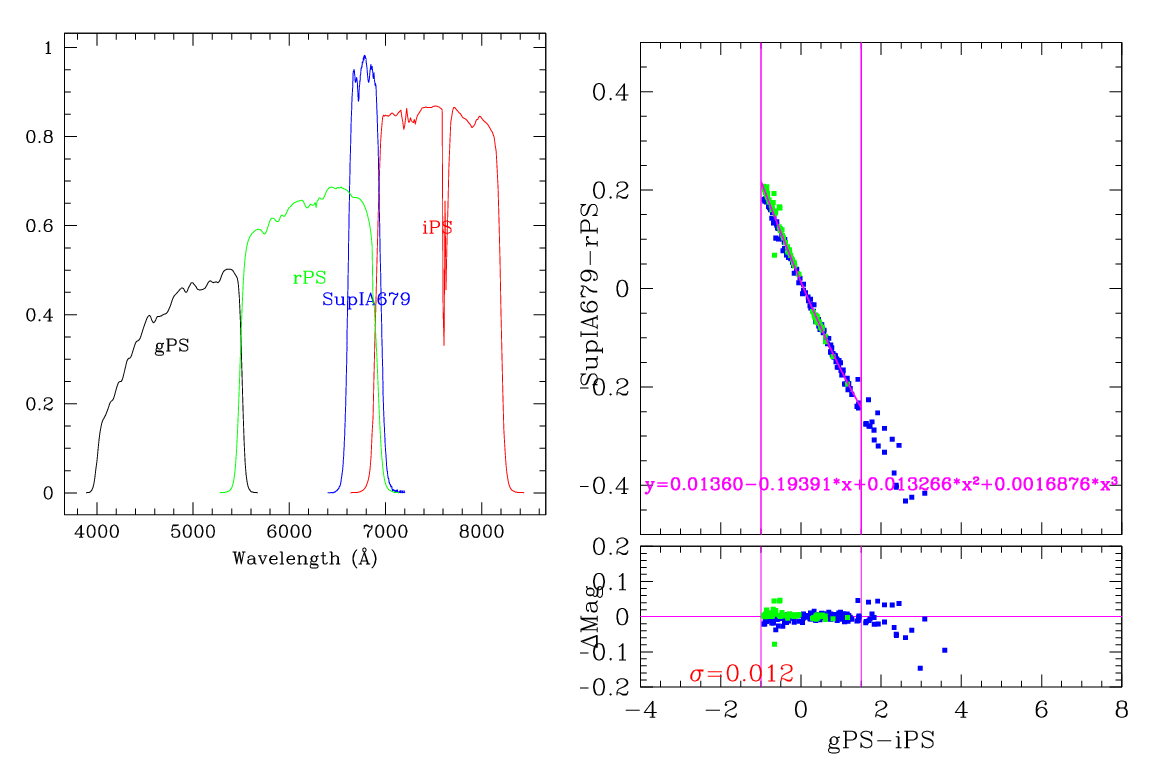 1
0.8
0.6
0.4
0.2
0
gPS
rPS
SupIA679
iPS
4000 5000 6000 7000 8000
Wavelength (Å)
0.4
0.2
0
-0.2
-0.4
SupIA679-rPS
y=0.01360-0.19391*x+0.013266*x²+0.0016876*x³
0.2
0.1
0
-0.1
-0.2
ΔMag
σ=0.012
-4 -2 0 2 4 6 8
gPS-iPS